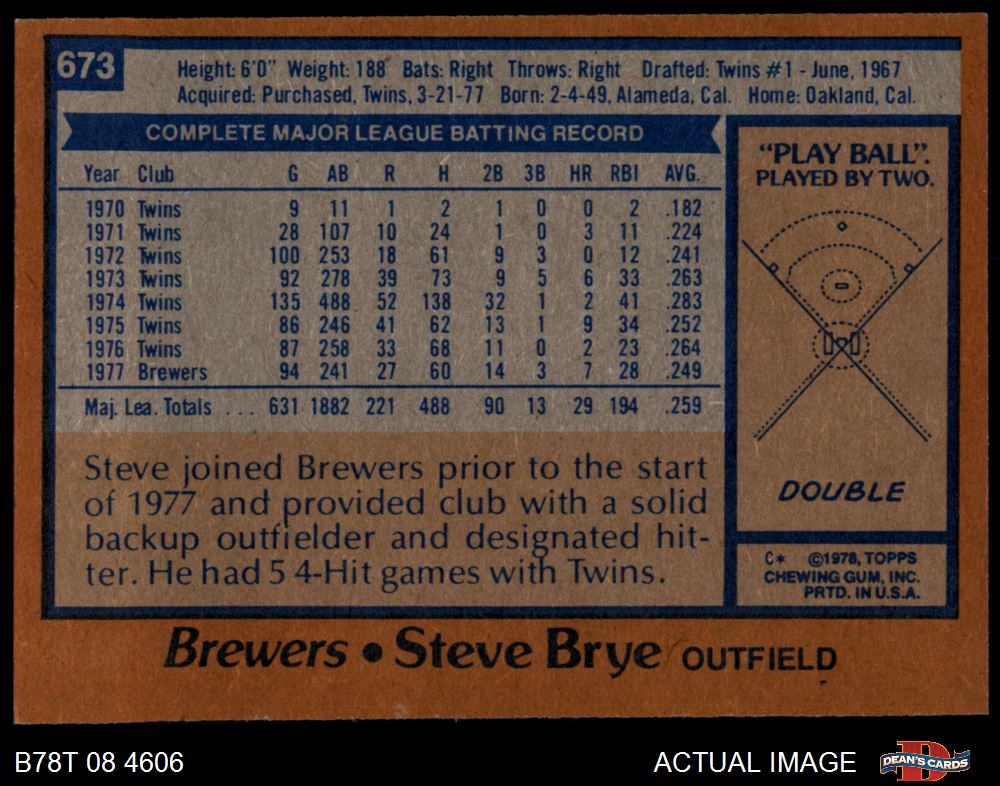 673
Height: 6'0" Weight: 188 Bats: Right Throws: Right Drafted: Twins #1 - June, 1967
Acquired: Purchased, Twins, 3-21-77 Born: 2-4-49, Alameda, Cal. Home: Oakland, Cal.
COMPLETE MAJOR LEAGUE BATTING RECORD
Year Club G AB R H 2B 3B HR RBI AVG.
1970 Twins 9 11 1 2 1 0 0 2 .182
1971 Twins 28 107 10 24 1 0 3 11 .224
1972 Twins 100 253 18 61 9 3 0 12 .241
1973 Twins 92 278 39 73 9 5 6 33 .263
1974 Twins 135 488 52 138 32 1 2 41 .283
1975 Twins 86 246 41 62 13 1 9 34 .252
1976 Twins 87 258 33 68 11 0 2 23 .264
1977 Brewers 94 241 27 60 14 3 7 28 .249
Maj. Lea. Totals . . . 631 1882 221 488 90 13 29 194 .259
Steve joined Brewers prior to the start
of 1977 and provided club with a solid
backup outfielder and designated hit-
ter. He had 5 4-Hit games with Twins.
"PLAY BALL".
PLAYED BY TWO.
DOUBLE
C* ©1978, TOPPS
CHEWING GUM, INC.
PRTD. IN U.S.A.
Brewers • Steve Brye OUTFIELD
B78T 08 4606
ACTUAL IMAGE
D
DEAN'S CARDS